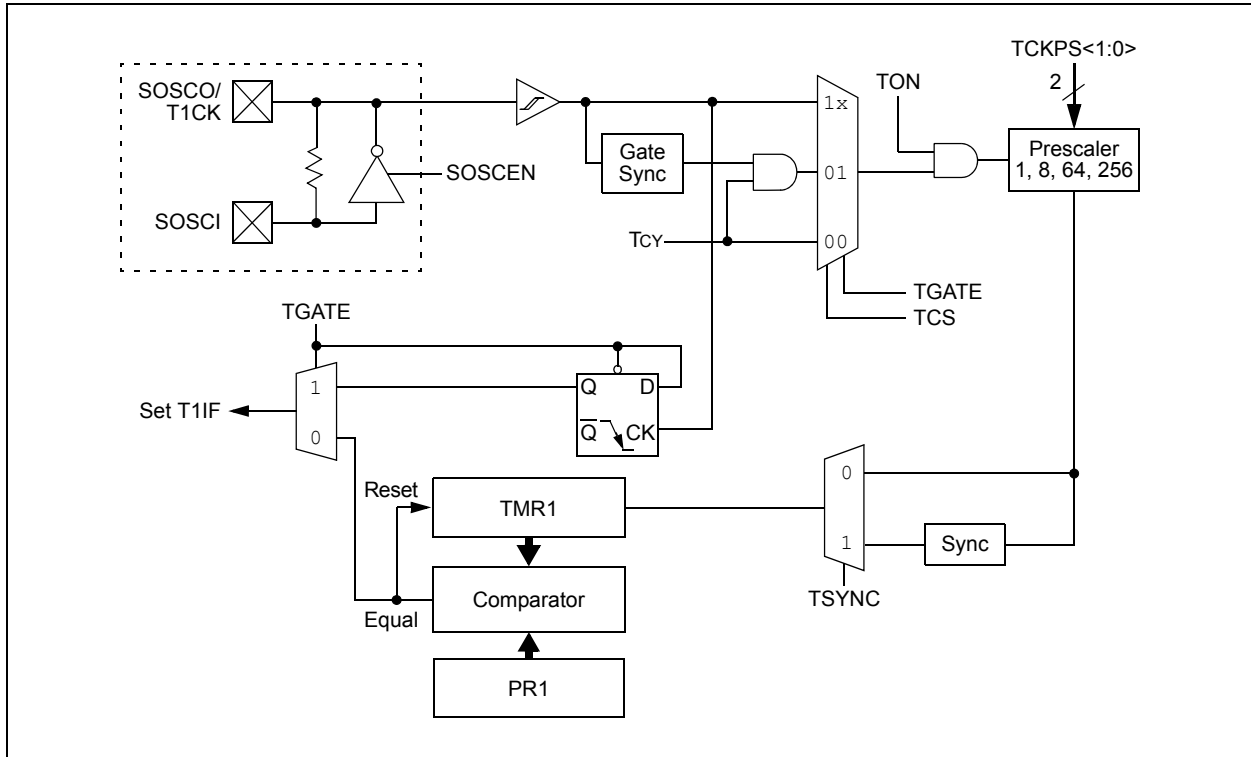 TCKPS<1:0>
2
TON
SOSCO/
T1CK
1x
Prescaler
1, 8, 64, 256
Gate
Sync
SOSCEN
01
SOSCI
TCY
00
TGATE
TCS
TGATE
1
Q
D
Set T1IF
0
Q
CK
Reset
TMR1
0
1
Sync
TSYNC
Comparator
Equal
PR1